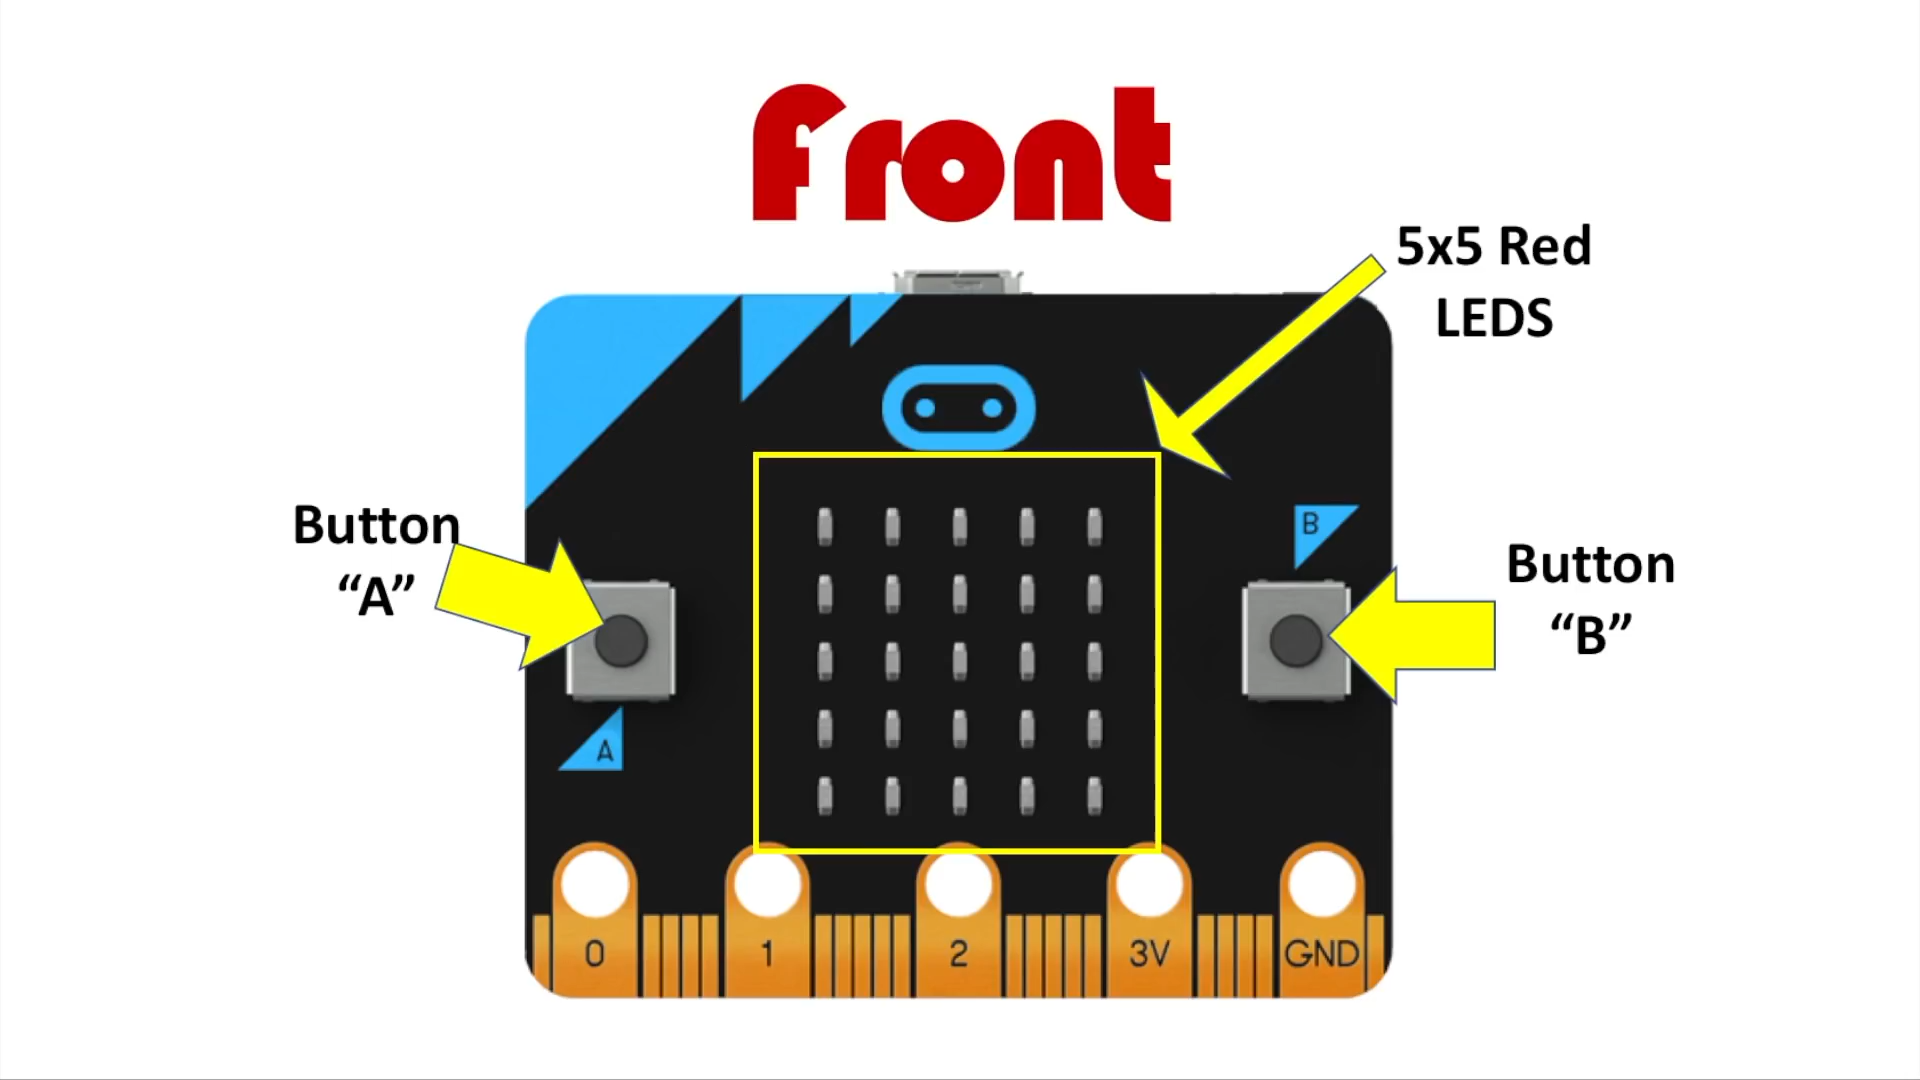 Front
5x5 Red
LEDS
Button
“A”
B
Button
“B”
A
0
1
2
3V
GND